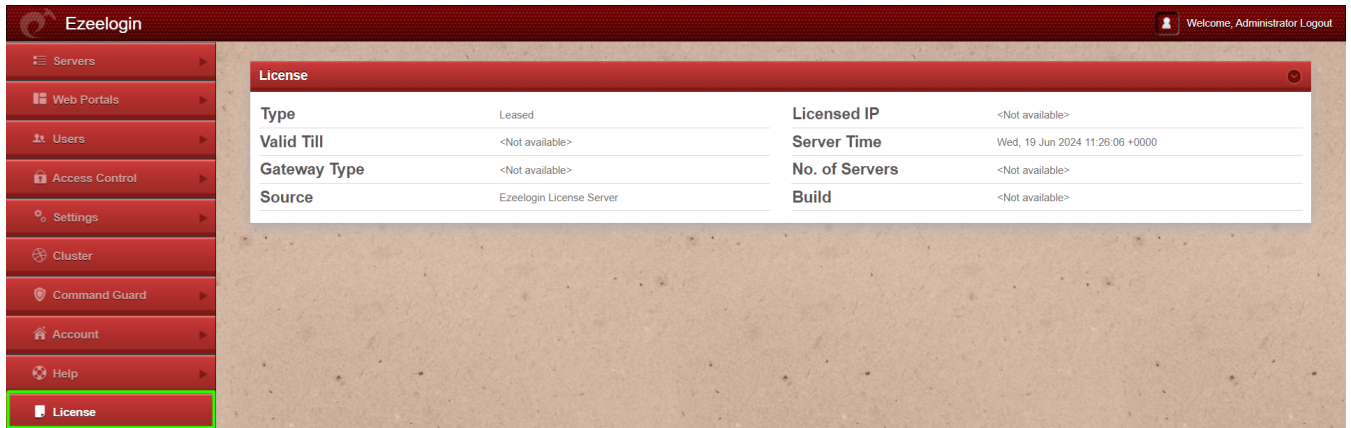 Ezeelogin
Welcome, Administrator Logout
Servers
Web Portals
Users
Access Control
Settings
Cluster
Command Guard
Account
Help
License
License
Type Leased Licensed IP <Not available>
Valid Till <Not available> Server Time Wed, 19 Jun 2024 11:26:06 +0000
Gateway Type <Not available> No. of Servers <Not available>
Source Ezeelogin License Server Build <Not available>